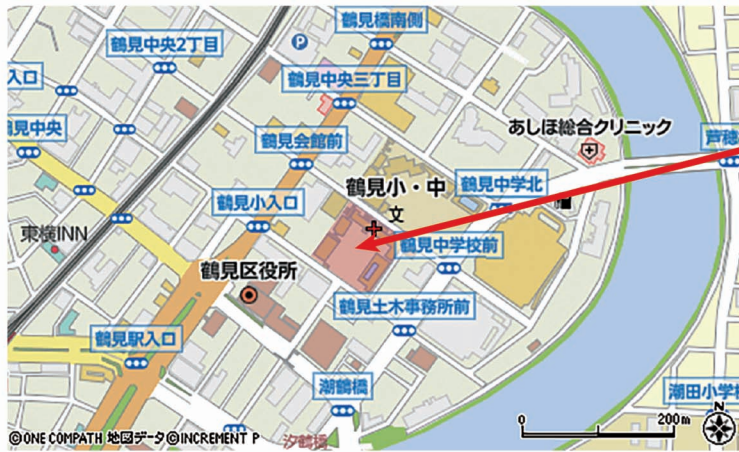 鶴見橋南側
鶴見中央2丁目
入口
鶴見中央三丁目
鶴見中央
鶴見会館前
あしほ総合クリニック
鶴見小・中
鶴見中学北
文
鶴見小入口
東横INN
鶴見中学校前
鶴見区役所
鶴見土木事務所前
鶴見駅入口
潮鶴橋
潮田小学校
0
200m
N
©ONE COMPATH 地図データ©INCREMENT P
汐鶴橋
P